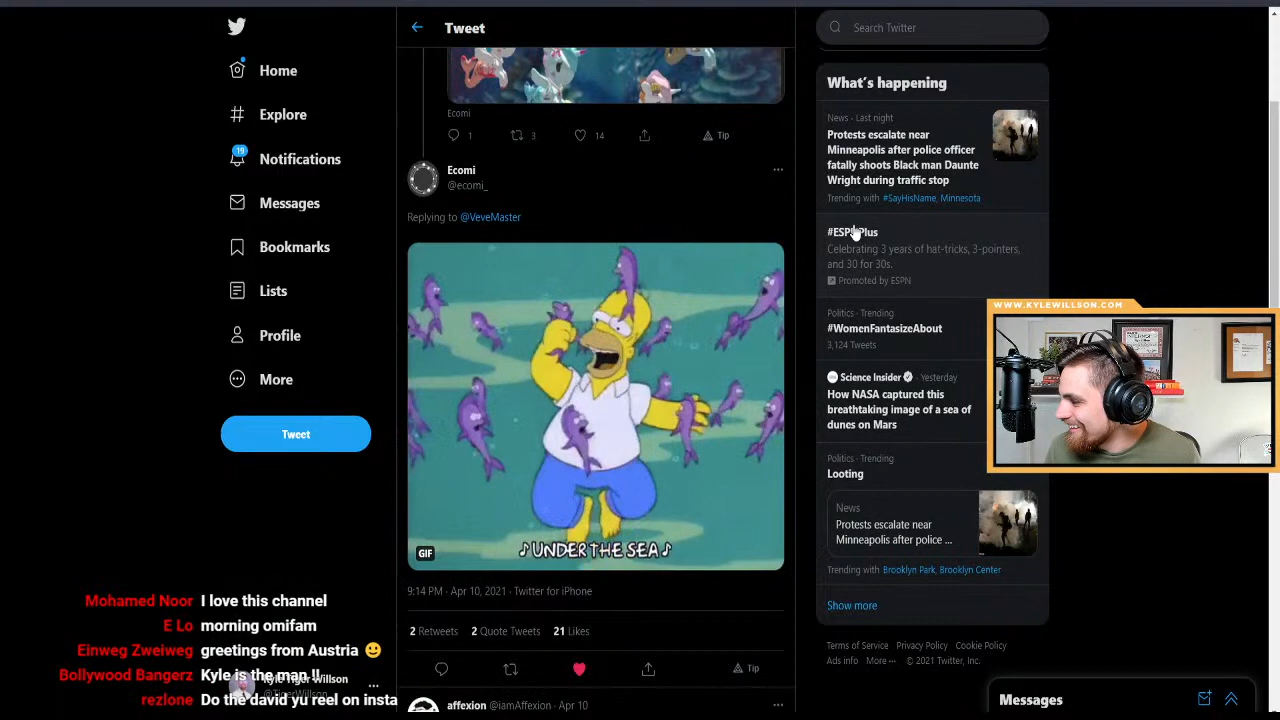 Tweet
Search Twitter
Home
Explore
19
Notifications
Messages
Bookmarks
Lists
Profile
More
Tweet
Ecomi
1
3
14
Tip
Ecomi
@ecomi_
Replying to @VeveMaster
GIF
♪ UNDER THE SEA ♪
9:14 PM · Apr 10, 2021 · Twitter for iPhone
2 Retweets 2 Quote Tweets 21 Likes
Tip
affexion @iamAffexion · Apr 10
What's happening
News · Last night
Protests escalate near
Minneapolis after police officer
fatally shoots Black man Daunte
Wright during traffic stop
Trending with #SayHisName, Minnesota
Celebrating 3 years of hat-tricks, 3-pointers,
and 30 for 30s.
Promoted by ESPN
Politics · Trending
#WomenFantasizeAbout
3,124 Tweets
Science Insider · Yesterday
How NASA captured this
breathtaking image of a sea of
dunes on Mars
Politics · Trending
Looting
News
Protests escalate near
Minneapolis after police ...
Trending with Brooklyn Park, Brooklyn Center
Show more
Terms of Service Privacy Policy Cookie Policy
Ads info More ··· © 2021 Twitter, Inc.
Messages
WWW.KYLEWILLSON.COM
Mohamed Noor I love this channel
E Lo morning omifam
Einweg Zweiweg greetings from Austria 🙂
Bollywood Bangerz Kyle is the
Willson
rezlone Do the david yu reel on insta